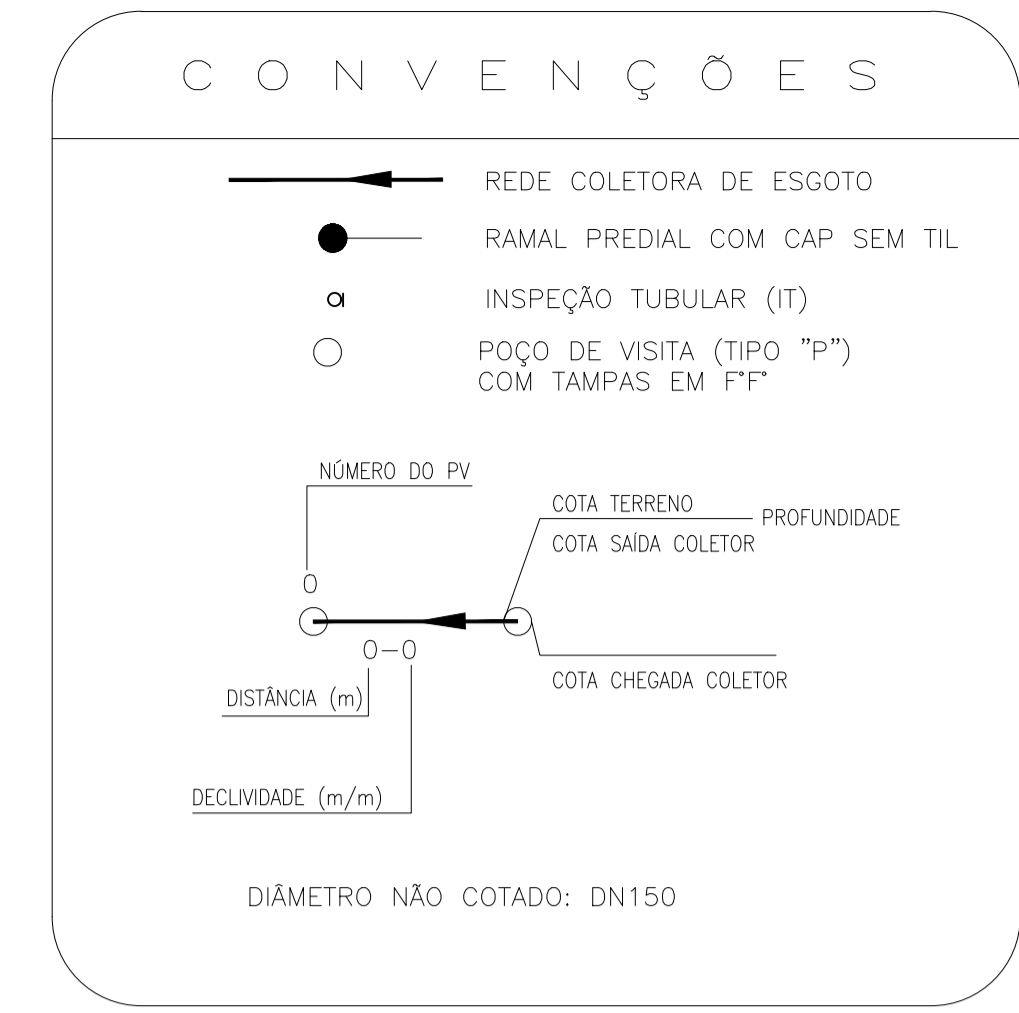 CONVENÇÕES
REDE COLETORA DE ESGOTO
RAMAL PREDIAL COM CAP SEM TIL
INSPEÇÃO TUBULAR (IT)
POÇO DE VISITA (TIPO "P")
COM TAMPAS EM F°F°
NÚMERO DO PV
COTA TERRENO
PROFUNDIDADE
COTA SAÍDA COLETOR
0
0-0
COTA CHEGADA COLETOR
DISTÂNCIA (m)
DECLIVIDADE (m/m)
DIÂMETRO NÃO COTADO: DN150